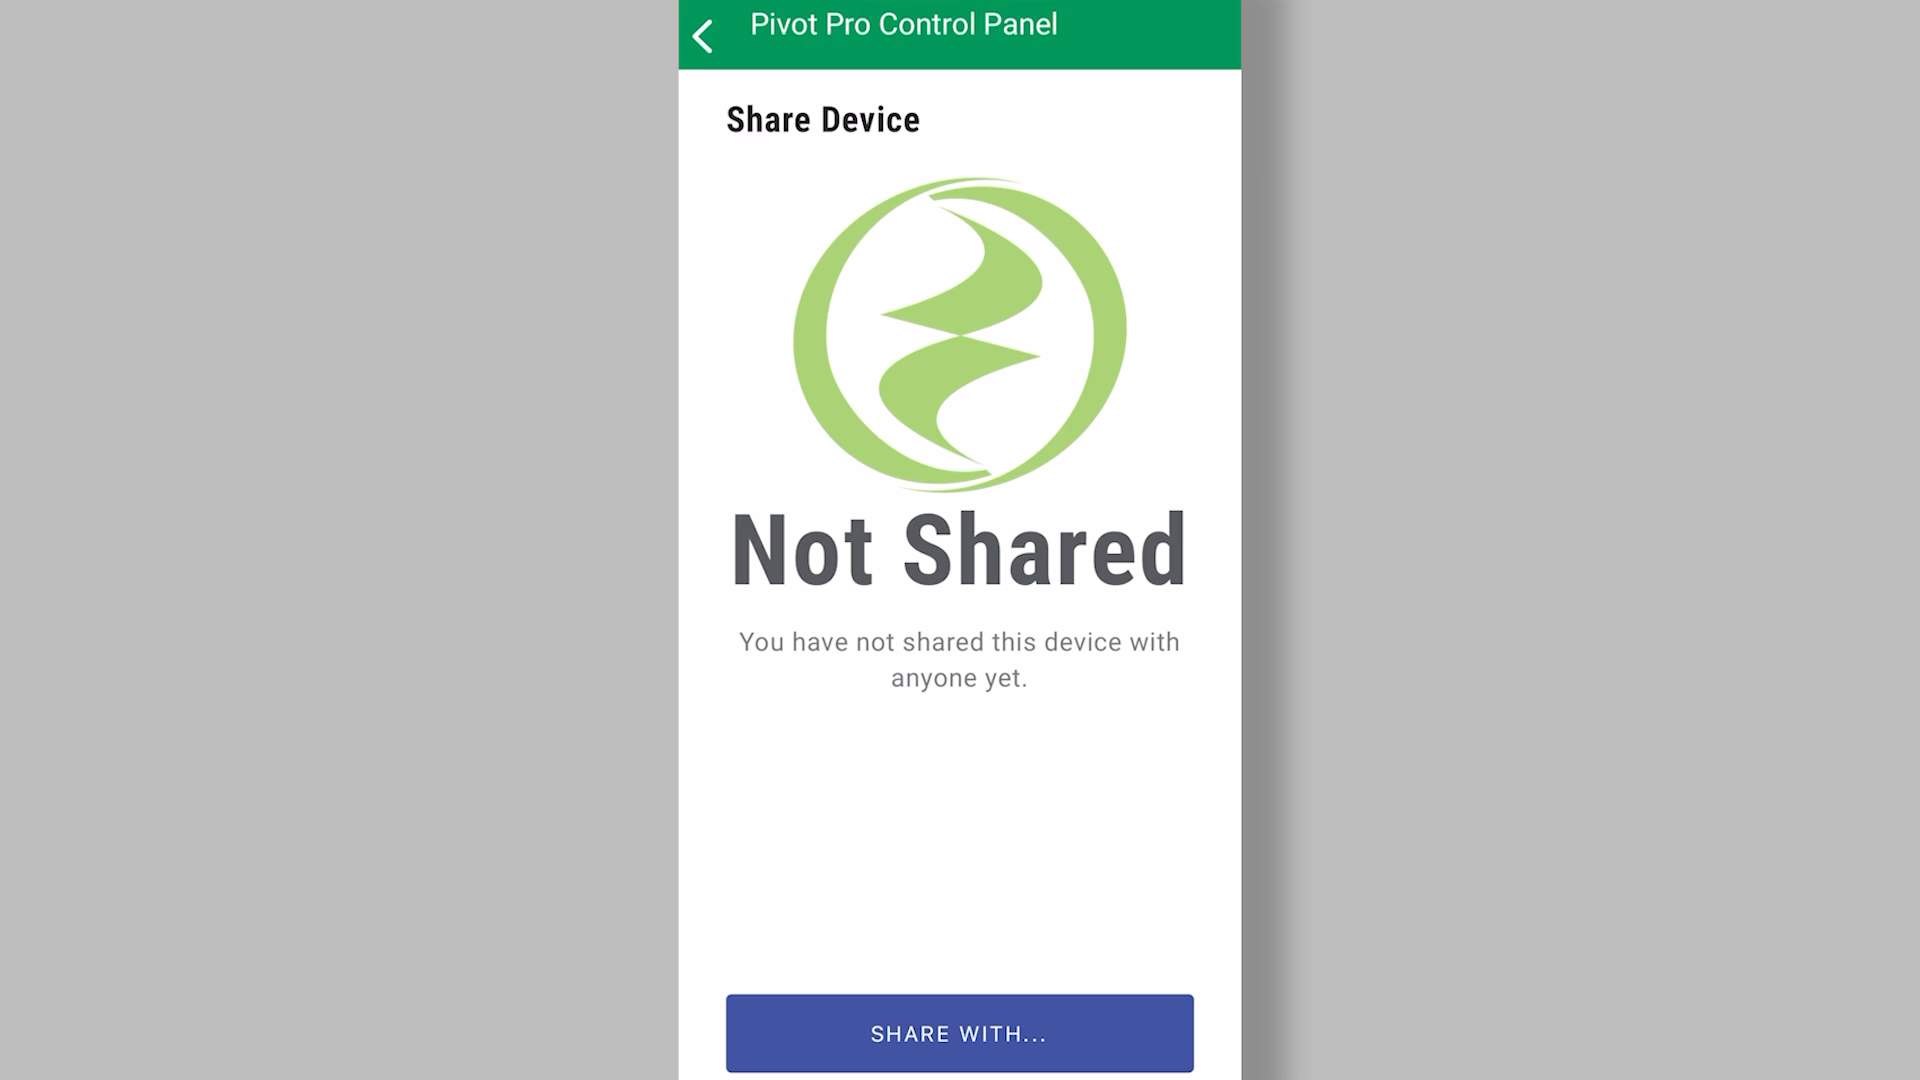 Pivot Pro Control Panel
Share Device
Not Shared
You have not shared this device with
anyone yet.
SHARE WITH...